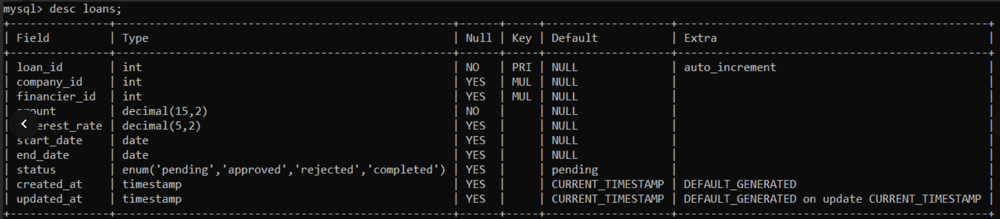 mysql> desc loans;
+----------------+---------------------------------------------------+------+-----+-------------------+-----------------------------------------------+
| Field | Type | Null | Key | Default | Extra |
+----------------+---------------------------------------------------+------+-----+-------------------+-----------------------------------------------+
| loan_id | int | NO | PRI | NULL | auto_increment |
| company_id | int | YES | MUL | NULL | |
| financier_id | int | YES | MUL | NULL | |
| mount | decimal(15,2) | NO | | NULL | |
| erest_rate | decimal(5,2) | YES | | NULL | |
| start_date | date | YES | | NULL | |
| end_date | date | YES | | NULL | |
| status | enum('pending','approved','rejected','completed') | YES | | pending | |
| created_at | timestamp | YES | | CURRENT_TIMESTAMP | DEFAULT_GENERATED |
| updated_at | timestamp | YES | | CURRENT_TIMESTAMP | DEFAULT_GENERATED on update CURRENT_TIMESTAMP |
+----------------+---------------------------------------------------+------+-----+-------------------+-----------------------------------------------+